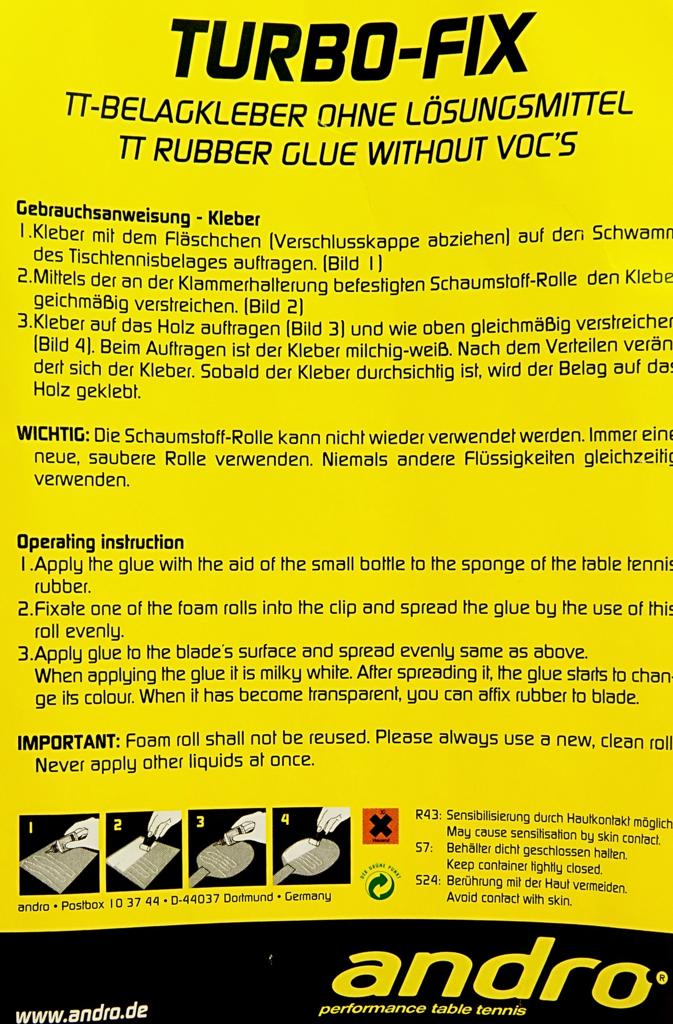 TURBO-FIX
TT-BELAGKLEBER OHNE LÖSUNGSMITTEL
TT RUBBER GLUE WITHOUT VOC'S
Gebrauchsanweisung - Kleber
1.Kleber mit dem Fläschchen (Verschlusskappe abziehen) auf den Schwamm
des Tischtennisbelages auftragen. (Bild 1)
2.Mittels der an der Klammerhalterung befestigten Schaumstoff-Rolle den Klebe
geichmäßig verstreichen. (Bild 2)
3.Kleber auf das Holz auftragen (Bild 3) und wie oben gleichmäßig verstreichen
(Bild 4). Beim Auftragen ist der Kleber milchig-weiß. Nach dem Verteilen verän
dert sich der Kleber. Sobald der Kleber durchsichtig ist, wird der Belag auf das
Holz geklebt.
WICHTIG: Die Schaumstoff-Rolle kann nicht wieder verwendet werden. Immer eine
neue, saubere Rolle verwenden. Niemals andere Flüssigkeiten gleichzeitig
verwenden.
Operating instruction
1.Apply the glue with the aid of the small bottle to the sponge of the table tennis
rubber.
2.Fixate one of the foam rolls into the clip and spread the glue by the use of this
roll evenly.
3.Apply glue to the blade's surface and spread evenly same as above.
When applying the glue it is milky white. After spreading it, the glue starts to chan-
ge its colour. When it has become transparent, you can affix rubber to blade.
IMPORTANT: Foam roll shall not be reused. Please always use a new, clean roll
Never apply other liquids at once.
1 2 3 4
DER GRÜNE PUNKT
R43: Sensibilisierung durch Hautkontakt möglich
May cause sensitisation by skin contact.
S7: Behälter dicht geschlossen halten.
Keep container tightly closed.
S24: Berührung mit der Haut vermeiden.
Avoid contact with skin.
andro • Postbox 10 37 44 • D-44037 Dortmund • Germany
andro®
performance table tennis
www.andro.de